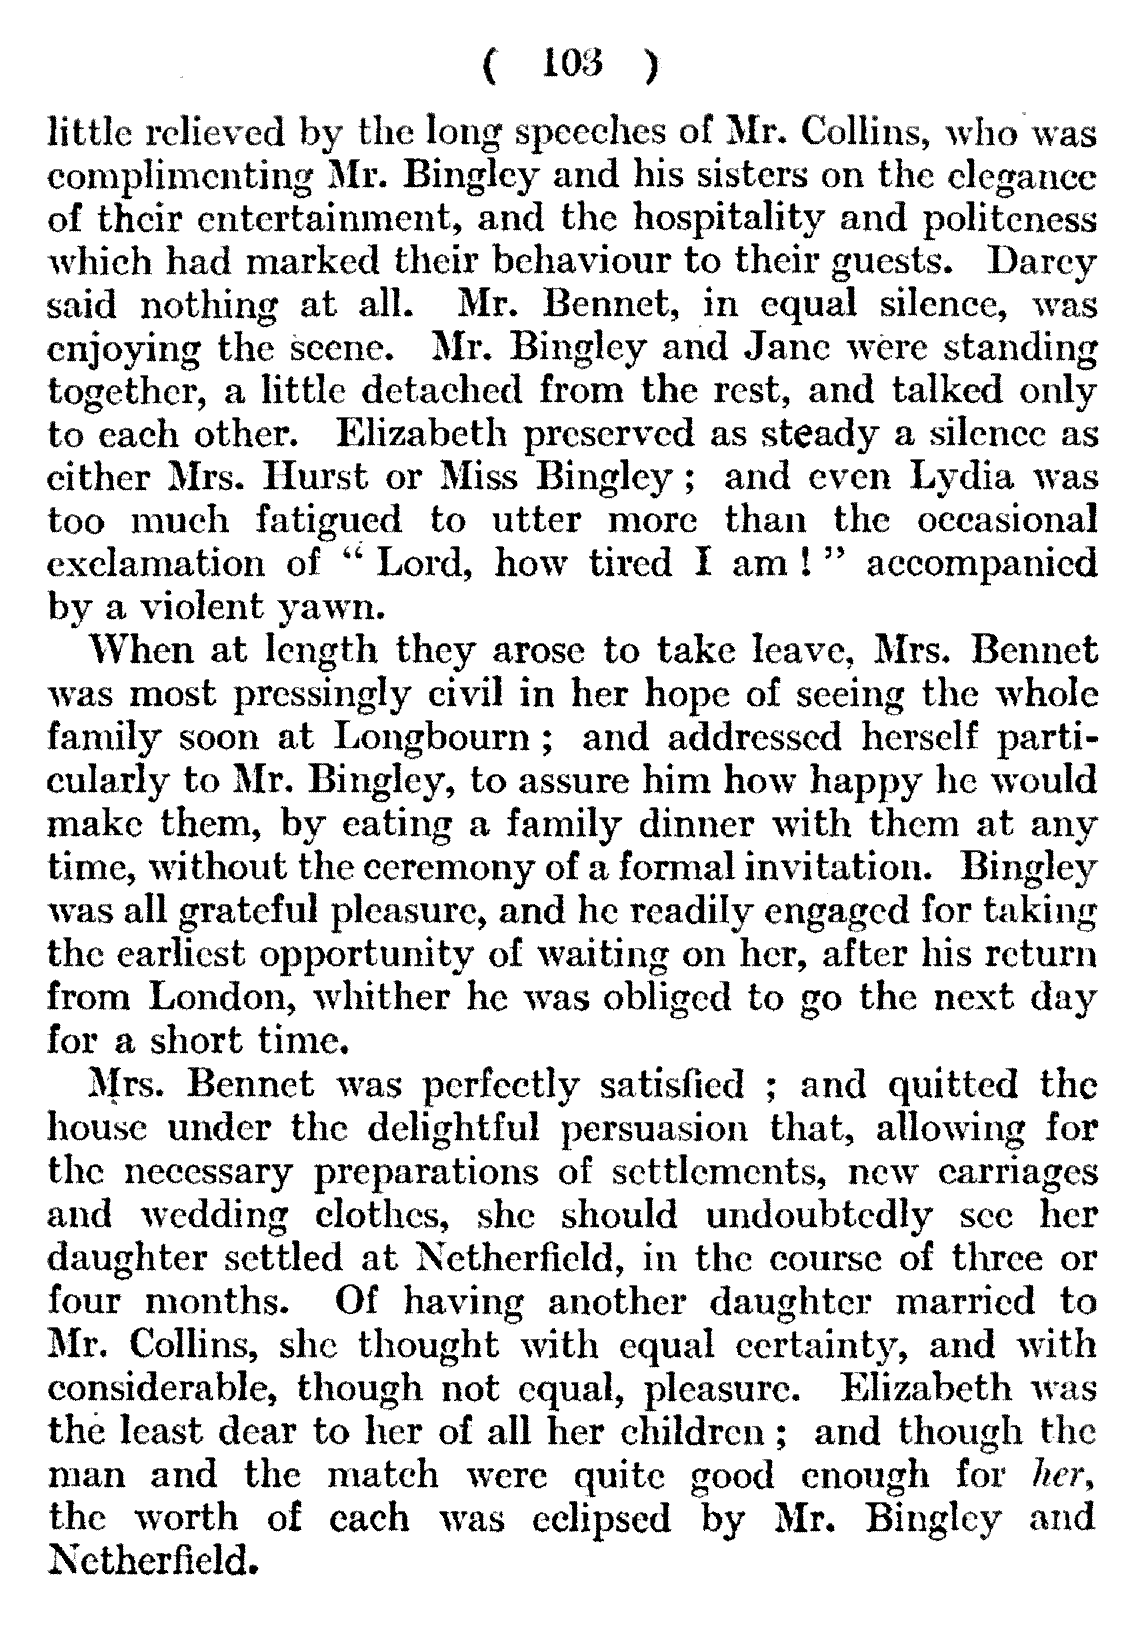 ( 103 )
little relieved by the long speeches of Mr. Collins, who was
complimenting Mr. Bingley and his sisters on the elegance
of their entertainment, and the hospitality and politeness
which had marked their behaviour to their guests. Darcy
said nothing at all. Mr. Bennet, in equal silence, was
enjoying the scene. Mr. Bingley and Jane were standing
together, a little detached from the rest, and talked only
to each other. Elizabeth preserved as steady a silence as
either Mrs. Hurst or Miss Bingley ; and even Lydia was
too much fatigued to utter more than the occasional
exclamation of “ Lord, how tired I am ! ” accompanied
by a violent yawn.
When at length they arose to take leave, Mrs. Bennet
was most pressingly civil in her hope of seeing the whole
family soon at Longbourn ; and addressed herself parti-
cularly to Mr. Bingley, to assure him how happy he would
make them, by eating a family dinner with them at any
time, without the ceremony of a formal invitation. Bingley
was all grateful pleasure, and he readily engaged for taking
the earliest opportunity of waiting on her, after his return
from London, whither he was obliged to go the next day
for a short time.
Mrs. Bennet was perfectly satisfied ; and quitted the
house under the delightful persuasion that, allowing for
the necessary preparations of settlements, new carriages
and wedding clothes, she should undoubtedly see her
daughter settled at Netherfield, in the course of three or
four months. Of having another daughter married to
Mr. Collins, she thought with equal certainty, and with
considerable, though not equal, pleasure. Elizabeth was
the least dear to her of all her children ; and though the
man and the match were quite good enough for her,
the worth of each was eclipsed by Mr. Bingley and
Netherfield.